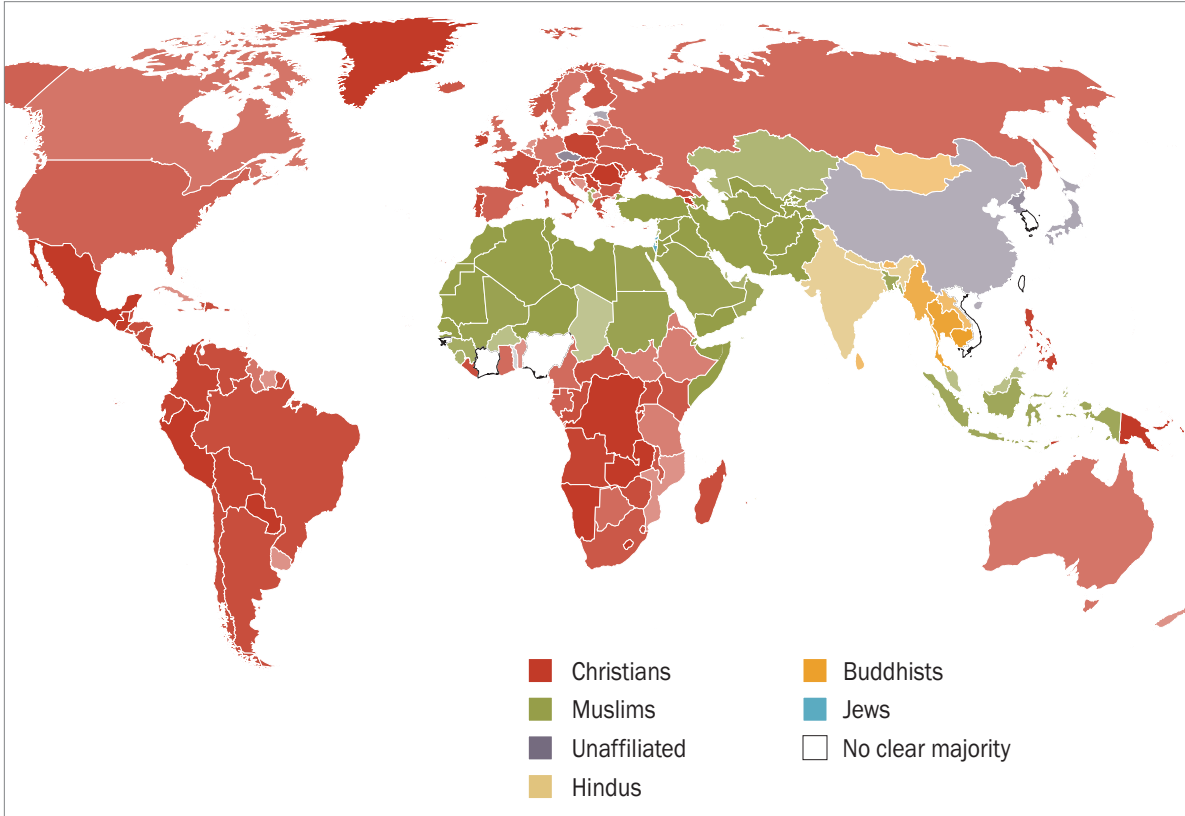 Christians
Muslims
Unaffiliated
Hindus
Buddhists
Jews
No clear majority